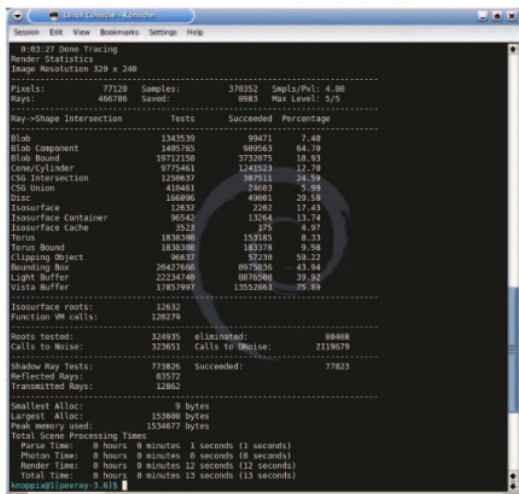 Linux Console - Konsole
Session Edit View Bookmarks Settings Help
0:03:27 Done Tracing
Render Statistics
Image Resolution 320 x 240
Pixels: 77120 Samples: 370352 Smpls/Pxl: 4.80
Rays: 466786 Saved: 8983 Max Level: 5/5
Ray->Shape Intersection Tests Succeeded Percentage
Blob 1343539 99471 7.40
Blob Component 1405765 909563 64.70
Blob Bound 19712150 3732075 18.93
Cone/Cylinder 9775461 1241523 12.70
CSG Intersection 1250637 307511 24.59
CSG Union 410461 24603 5.99
Disc 166096 49001 29.50
Isosurface 12632 2202 17.43
Isosurface Container 96542 13264 13.74
Isosurface Cache 3523 175 4.97
Torus 1838300 153185 8.33
Torus Bound 1838300 183378 9.98
Clipping Object 96637 57230 59.22
Bounding Box 20427666 8975036 43.94
Light Buffer 22234740 8876500 39.92
Vista Buffer 17857997 13552863 75.89
Isosurface roots: 12632
Function VM calls: 120279
Roots tested: 324935 eliminated: 80408
Calls to Noise: 323651 Calls to DNoise: 2119679
Shadow Ray Tests: 773826 Succeeded: 77823
Reflected Rays: 83572
Transmitted Rays: 12862
Smallest Alloc: 9 bytes
Largest Alloc: 153608 bytes
Peak memory used: 1534677 bytes
Total Scene Processing Times
Parse Time: 0 hours 0 minutes 1 seconds (1 seconds)
Photon Time: 0 hours 0 minutes 0 seconds (0 seconds)
Render Time: 0 hours 0 minutes 12 seconds (12 seconds)
Total Time: 0 hours 0 minutes 13 seconds (13 seconds)
knoppix@1[povray-3.6]$